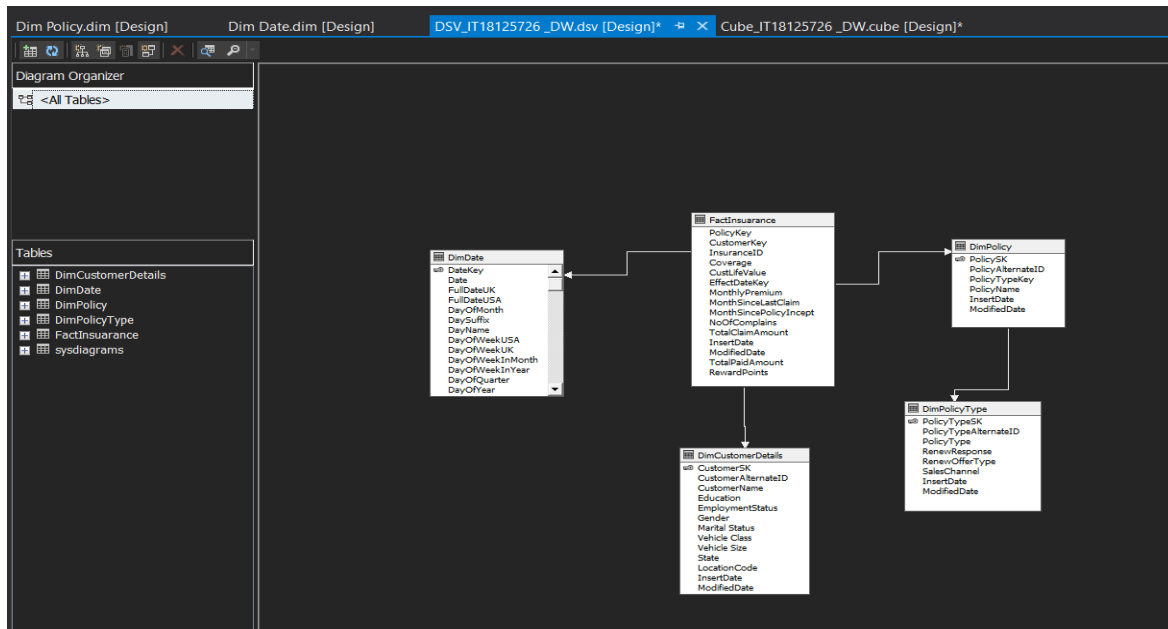 Dim Policy.dim [Design]
Dim Date.dim [Design]
DSV_IT18125726 _DW.dsv [Design]*
Cube_IT18125726 _DW.cube [Design]*
Diagram Organizer
<All Tables>
Tables
DimCustomerDetails
DimDate
DimPolicy
DimPolicyType
FactInsuarance
sysdiagrams
DimDate
DateKey
Date
FullDateUK
FullDateUSA
DayOfMonth
DaySuffix
DayName
DayOfWeekUSA
DayOfWeekUK
DayOfWeekInMonth
DayOfWeekInYear
DayOfQuarter
DayOfYear
FactInsuarance
PolicyKey
CustomerKey
InsuranceID
Coverage
CustLifeValue
EffectDateKey
MonthlyPremium
MonthSinceLastClaim
MonthSincePolicyIncept
NoOfComplains
TotalClaimAmount
InsertDate
ModifiedDate
TotalPaidAmount
RewardPoints
DimPolicy
PolicySK
PolicyAlternateID
PolicyTypeKey
PolicyName
InsertDate
ModifiedDate
DimPolicyType
PolicyTypeSK
PolicyTypeAlternateID
PolicyType
RenewResponse
RenewOfferType
SalesChannel
InsertDate
ModifiedDate
DimCustomerDetails
CustomerSK
CustomerAlternateID
CustomerName
Education
EmploymentStatus
Gender
Marital Status
Vehicle Class
Vehicle Size
State
LocationCode
InsertDate
ModifiedDate